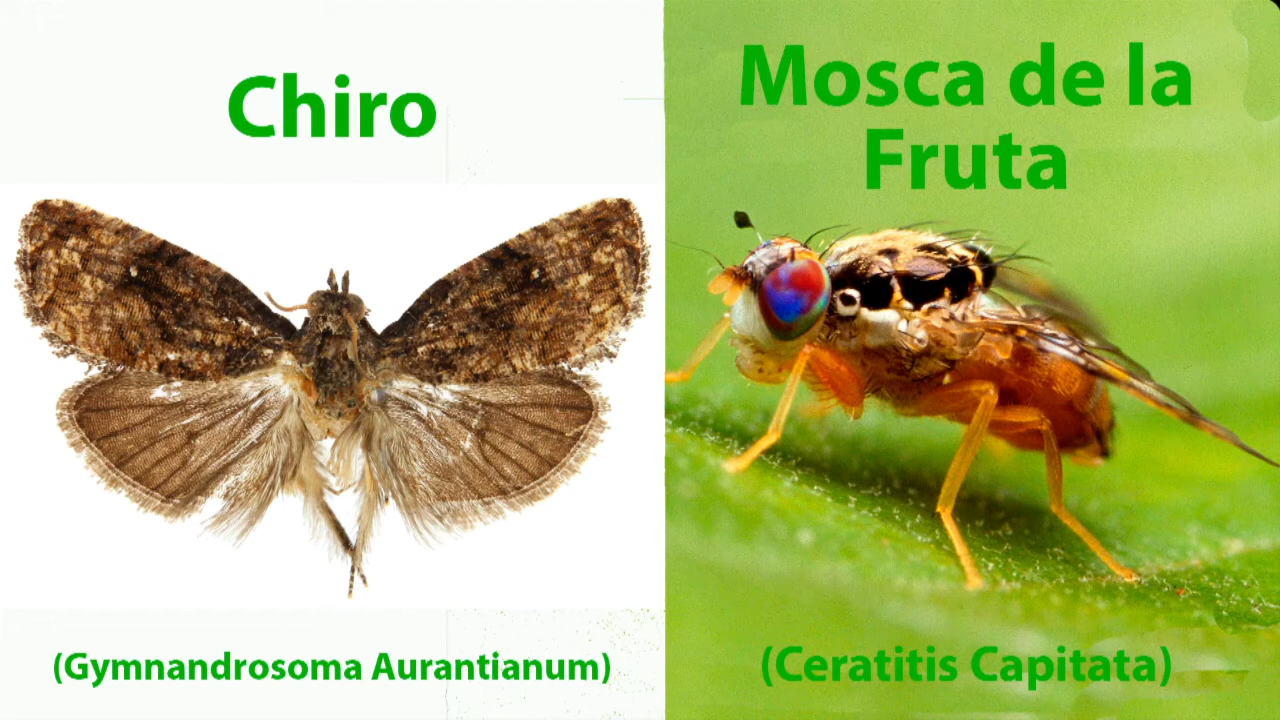 Chiro
(Gymnandrosoma Aurantianum)
Mosca de la
Fruta
(Ceratitis Capitata)